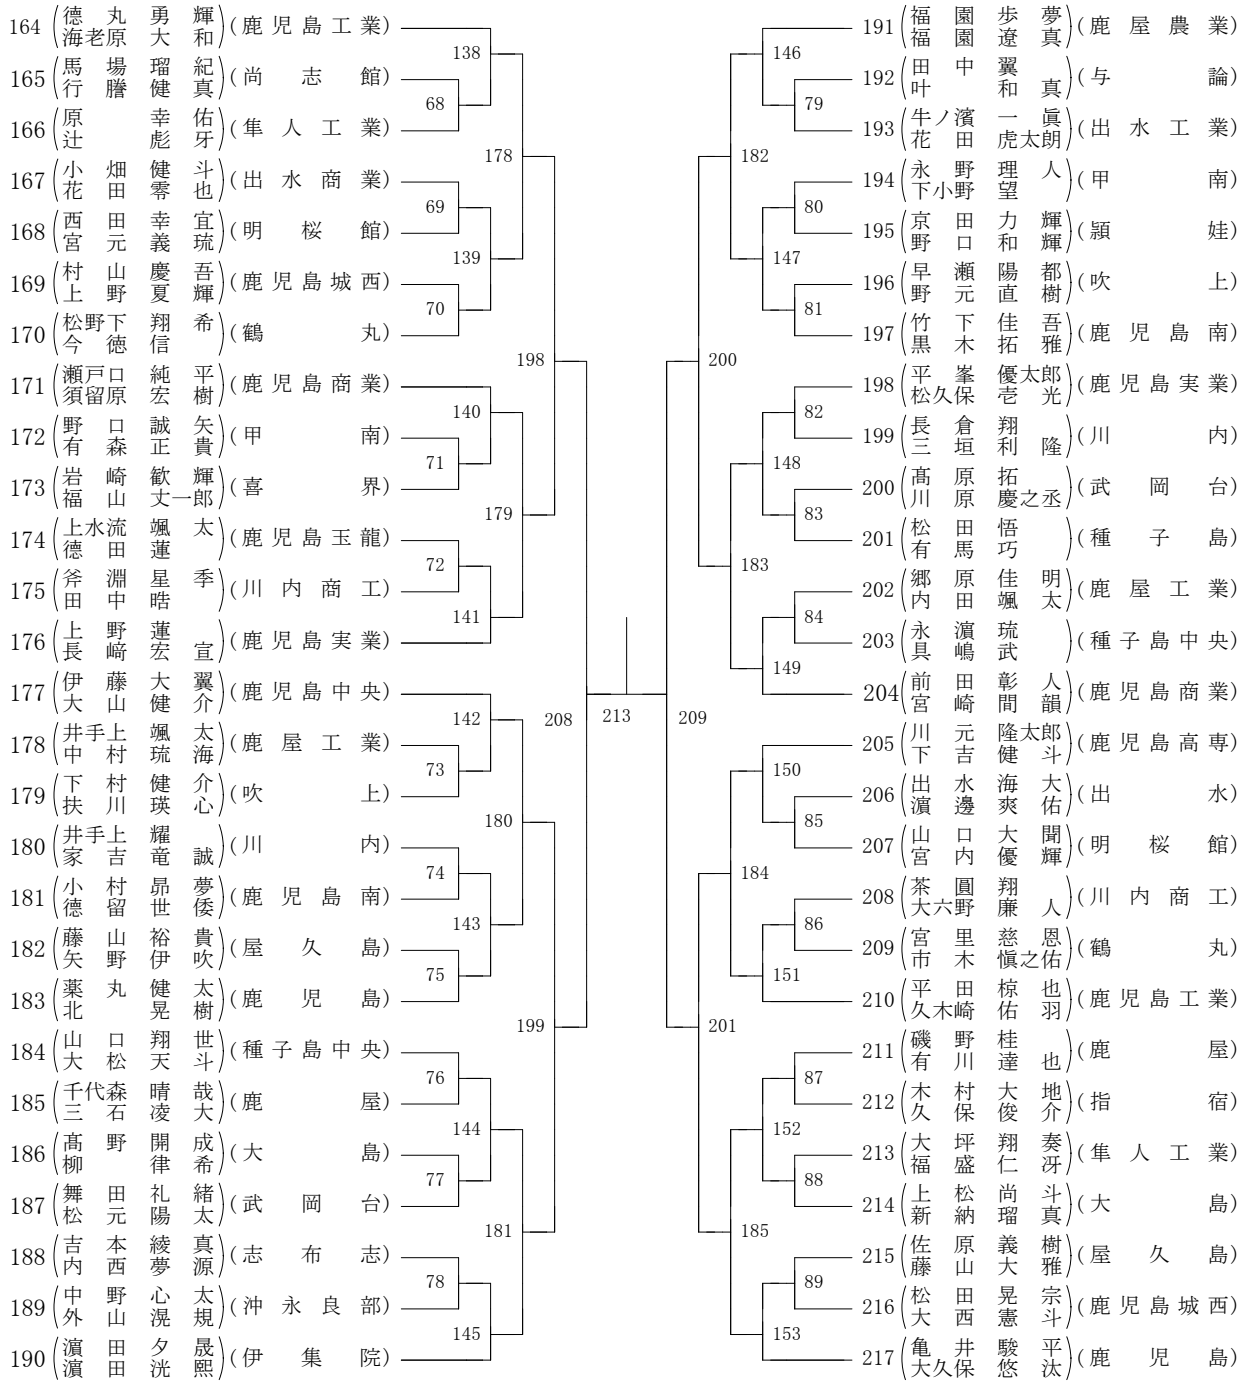 164 (徳丸勇輝 海老原大和) (鹿児島工業)
165 (馬場瑠紀 行騰健真) (尚志館)
166 (原幸佑 辻彪牙) (隼人工業)
167 (小畑健斗 花田零也) (出水商業)
168 (西田幸宜 宮元義琉) (明桜館)
169 (村山慶吾 上野夏輝) (鹿児島城西)
170 (松野下翔希 今徳信) (鶴丸)
171 (瀬戸口純平 須留原宏樹) (鹿児島商業)
172 (野口誠矢 有森正貴) (甲南)
173 (岩崎歓輝 福山丈一郎) (喜界)
174 (上水流颯太 德田蓮) (鹿児島玉龍)
175 (斧淵星季 田中晧) (川内商工)
176 (上野蓮 長﨑宏宣) (鹿児島実業)
177 (伊藤大翼 大山健介) (鹿児島中央)
178 (井手上颯太 中村琉海) (鹿屋工業)
179 (下村健介 扶川瑛心) (吹上)
180 (井手上耀 家吉竜誠) (川内)
181 (小村昴夢 德留世倭) (鹿児島南)
182 (藤山裕貴 矢野伊吹) (屋久島)
183 (薬丸健太 北晃樹) (鹿児島)
184 (山口翔世 大松天斗) (種子島中央)
185 (千代森晴哉 三石凌大) (鹿屋)
186 (髙野開成 柳律希) (大島)
187 (舞田礼緒 松元陽太) (武岡台)
188 (吉本綾真 内西夢源) (志布志)
189 (中野心太 外山滉規) (沖永良部)
190 (濵田夕晟 濵田洸熙) (伊集院)
138
68
178
69
139
70
198
140
71
179
72
141
208
213
209
142
73
180
74
143
75
199
76
144
77
181
78
145
146
79
182
80
147
81
200
82
148
83
183
84
149
150
85
184
86
151
201
87
152
88
185
89
153
191 (福園歩夢 福園遼真) (鹿屋農業)
192 (田中翼 叶和真) (与論)
193 (牛ノ濱一眞 花田虎太朗) (出水工業)
194 (永野理人 下小野望) (甲南)
195 (京田力輝 野口和輝) (頴娃)
196 (早瀬陽都 野元直樹) (吹上)
197 (竹下佳吾 黒木拓雅) (鹿児島南)
198 (平峯優太郎 松久保壱光) (鹿児島実業)
199 (長倉翔 三垣利隆) (川内)
200 (髙原拓 川原慶之丞) (武岡台)
201 (松田悟 有馬巧) (種子島)
202 (郷原佳明 内田颯太) (鹿屋工業)
203 (永濵琉 具嶋武) (種子島中央)
204 (前田彰人 宮崎間韻) (鹿児島商業)
205 (川元隆太郎 下吉健斗) (鹿児島高専)
206 (出水海大 濵邊爽佑) (出水)
207 (山口大聞 宮内優輝) (明桜館)
208 (茶圓翔 大六野廉人) (川内商工)
209 (宮里慈恩 市木愼之佑) (鶴丸)
210 (平田椋也 久木崎佑羽) (鹿児島工業)
211 (磯野桂 有川達也) (鹿屋)
212 (木村大地 久保俊介) (指宿)
213 (大坪翔奏 福盛仁冴) (隼人工業)
214 (上松尚斗 新納瑠真) (大島)
215 (佐原義樹 藤山大雅) (屋久島)
216 (松田晃宗 大西憲斗) (鹿児島城西)
217 (亀井駿平 大久保悠汰) (鹿児島)